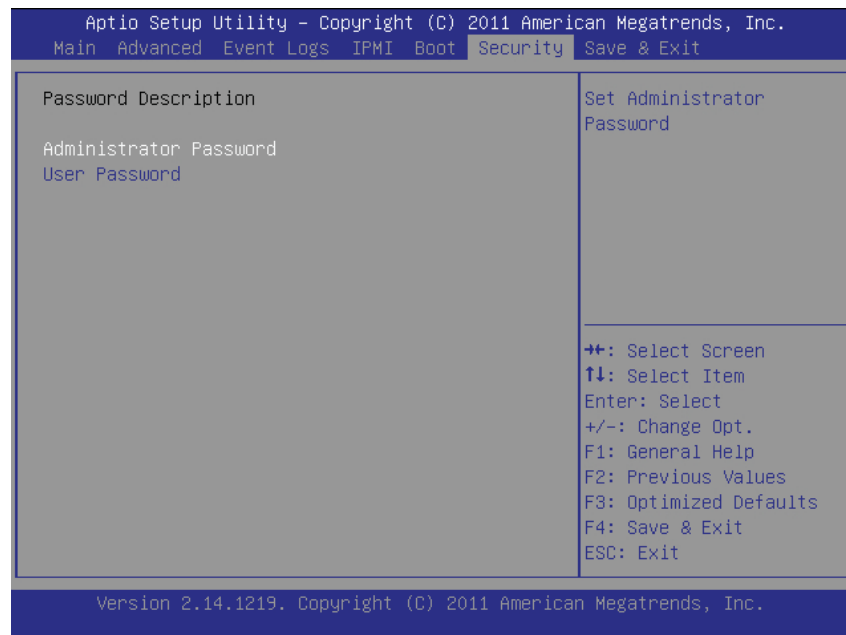 Aptio Setup Utility – Copyright (C) 2011 American Megatrends, Inc.
Main Advanced Event Logs IPMI Boot Security Save & Exit
Password Description
Administrator Password
User Password
Set Administrator
Password
→←: Select Screen
↑↓: Select Item
Enter: Select
+/-: Change Opt.
F1: General Help
F2: Previous Values
F3: Optimized Defaults
F4: Save & Exit
ESC: Exit
Version 2.14.1219. Copyright (C) 2011 American Megatrends, Inc.